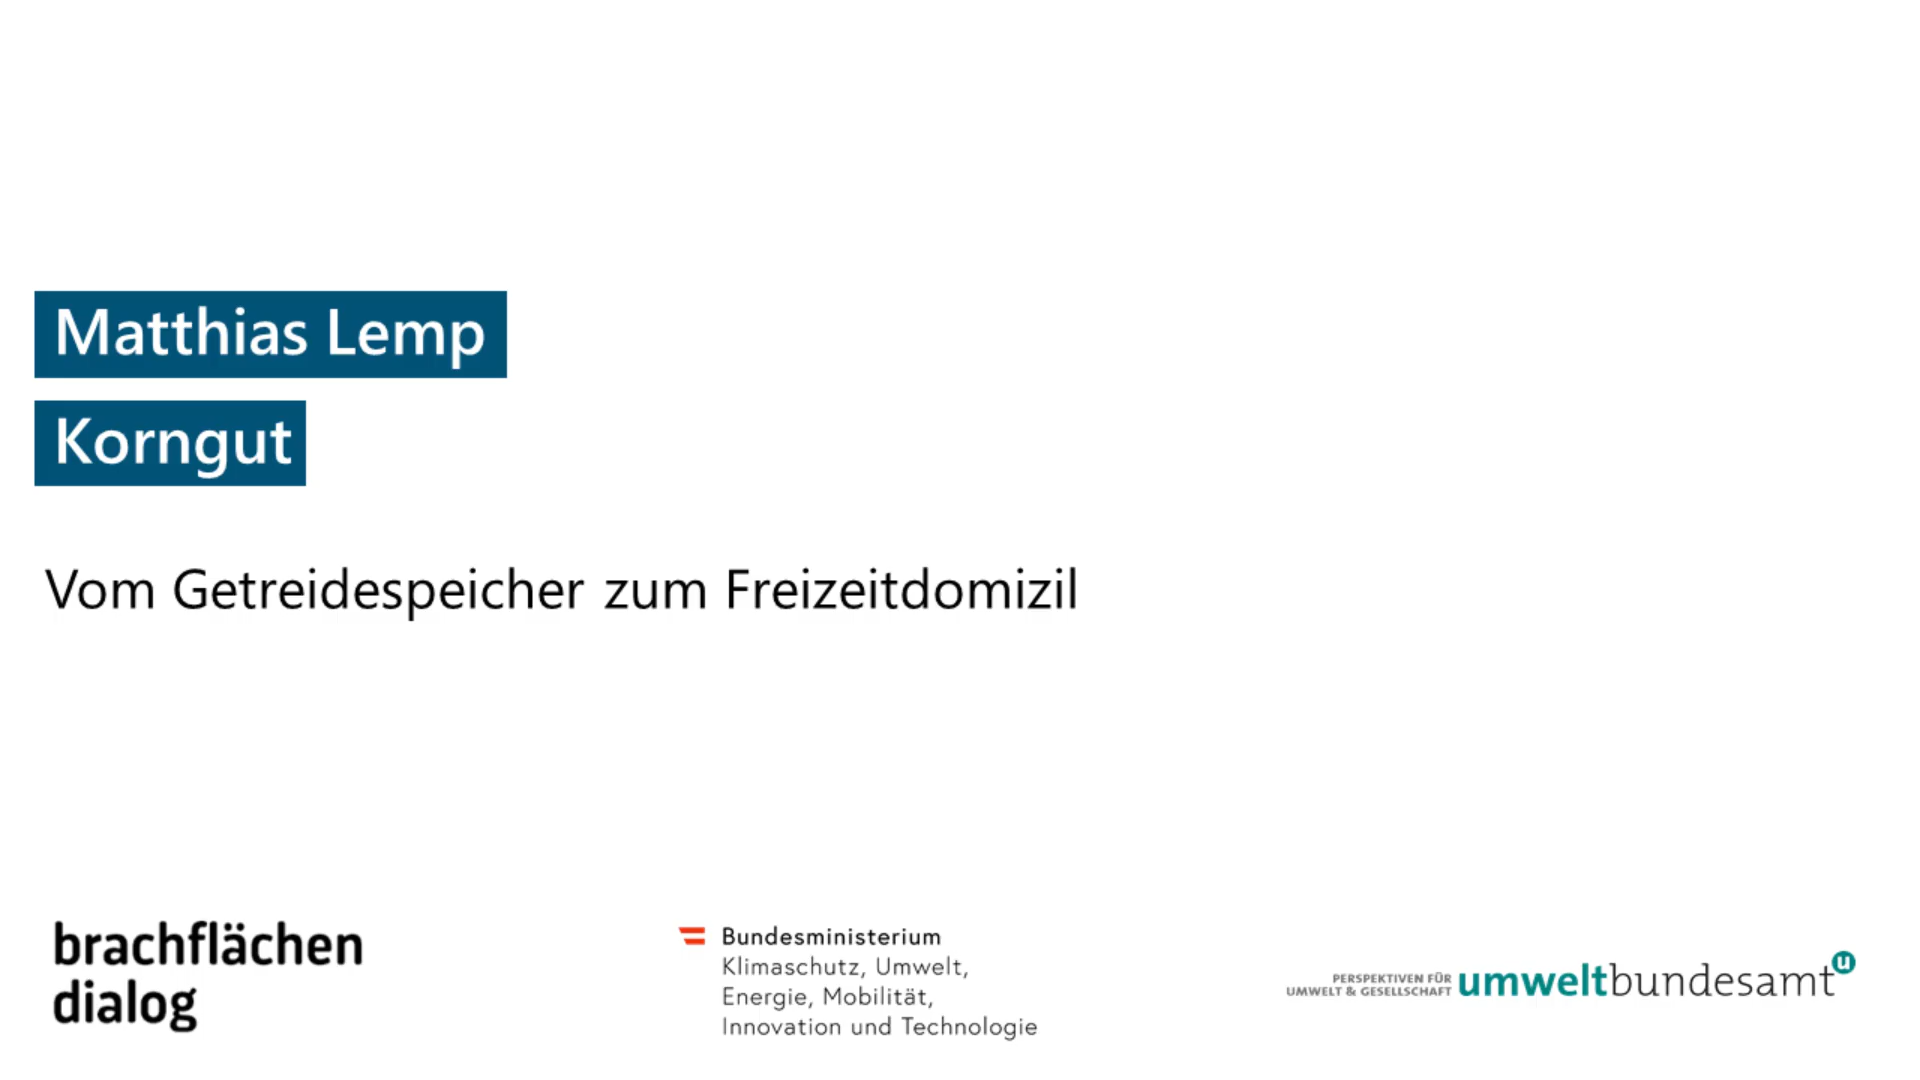 Matthias Lemp
Korngut
Vom Getreidespeicher zum Freizeitdomizil
brachflächen
dialog
Bundesministerium
Klimaschutz, Umwelt,
Energie, Mobilität,
Innovation und Technologie
PERSPEKTIVEN FÜR
UMWELT & GESELLSCHAFT
umweltbundesamt
u